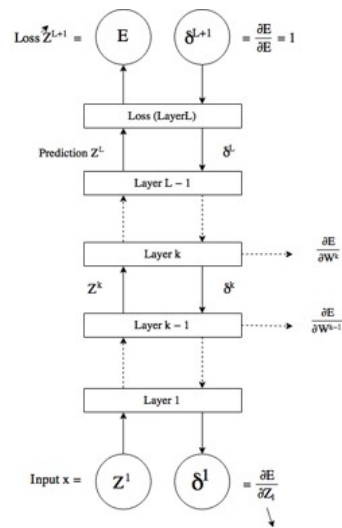 Loss Z^{L+1} = E δ^{L+1} = ∂E/∂E = 1
Loss (LayerL)
Prediction Z^L δ^L
Layer L − 1
Layer k ∂E/∂W^k
Z^k δ^k
Layer k − 1 ∂E/∂W^{k−1}
Layer 1
Input x = Z^1 δ^1 = ∂E/∂Z_1